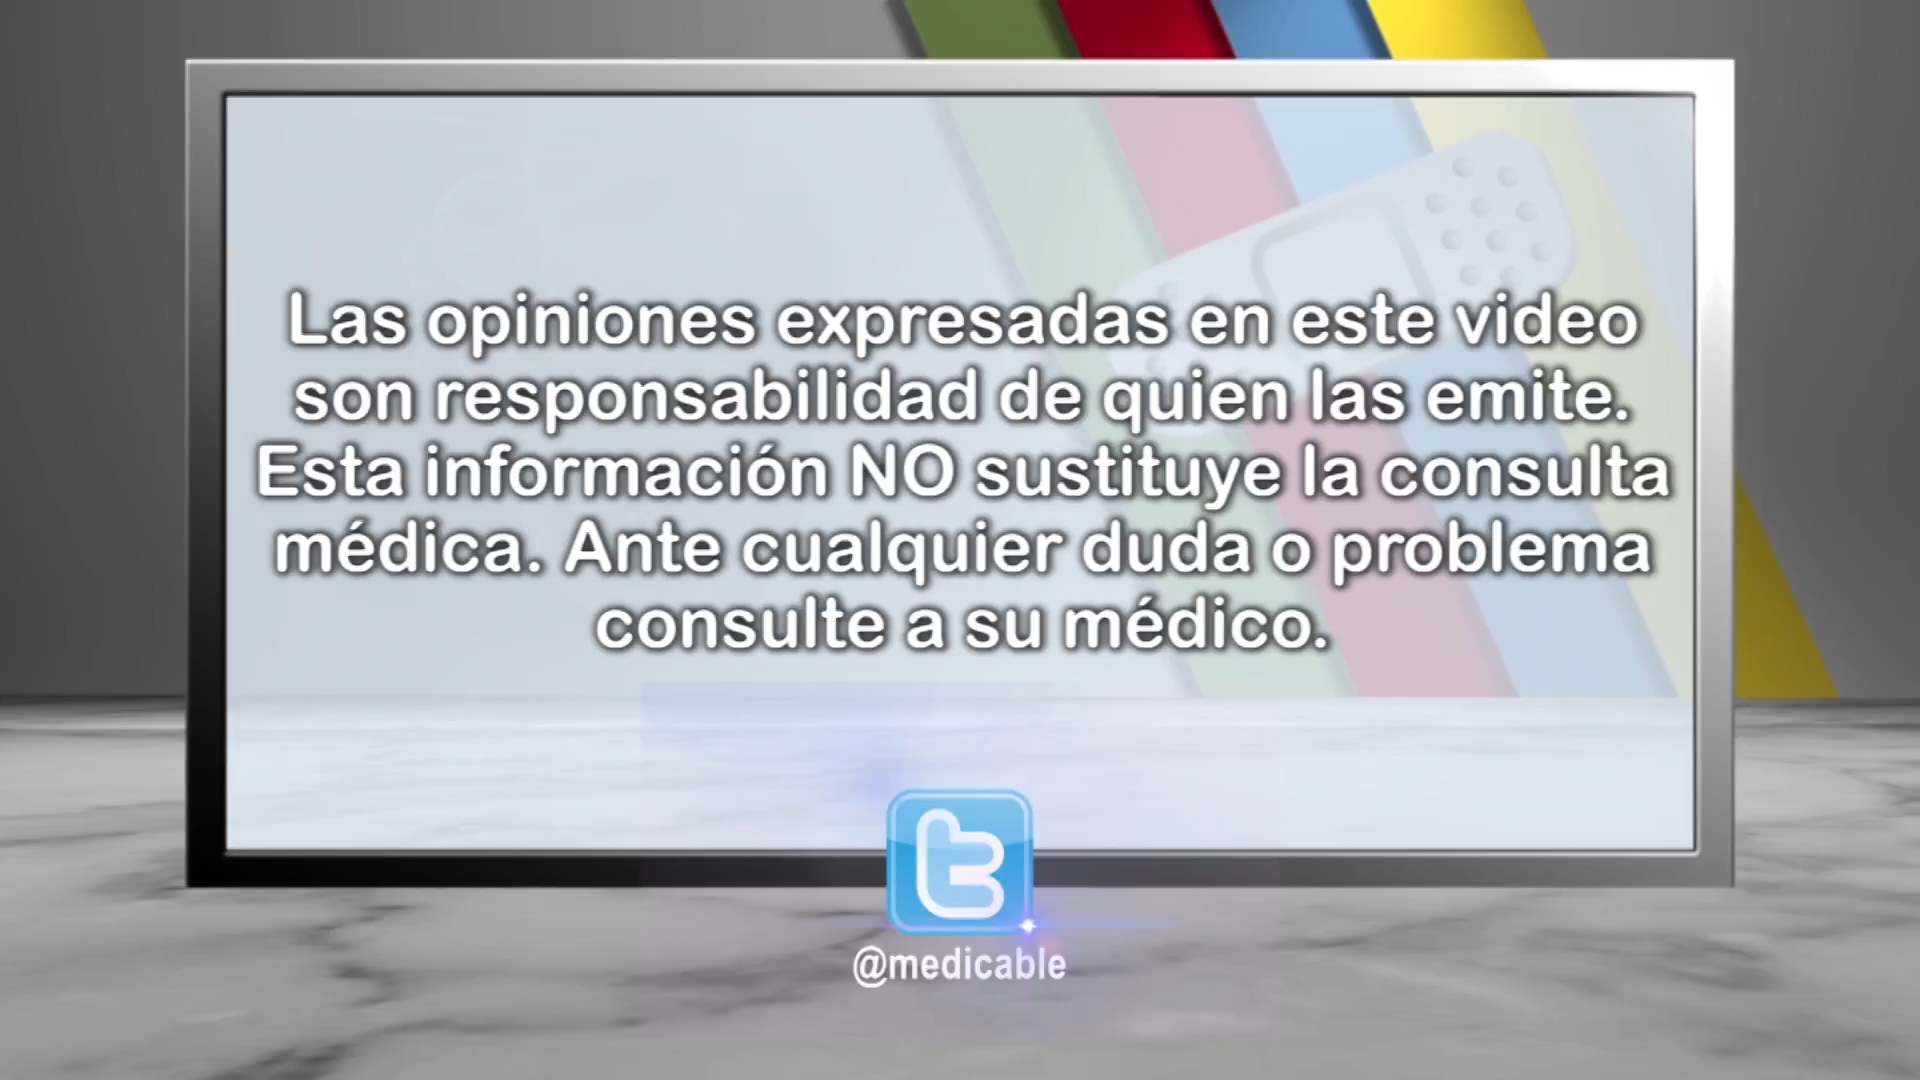 Las opiniones expresadas en este video
son responsabilidad de quien las emite.
Esta información NO sustituye la consulta
médica. Ante cualquier duda o problema
consulte a su médico.
@medicable